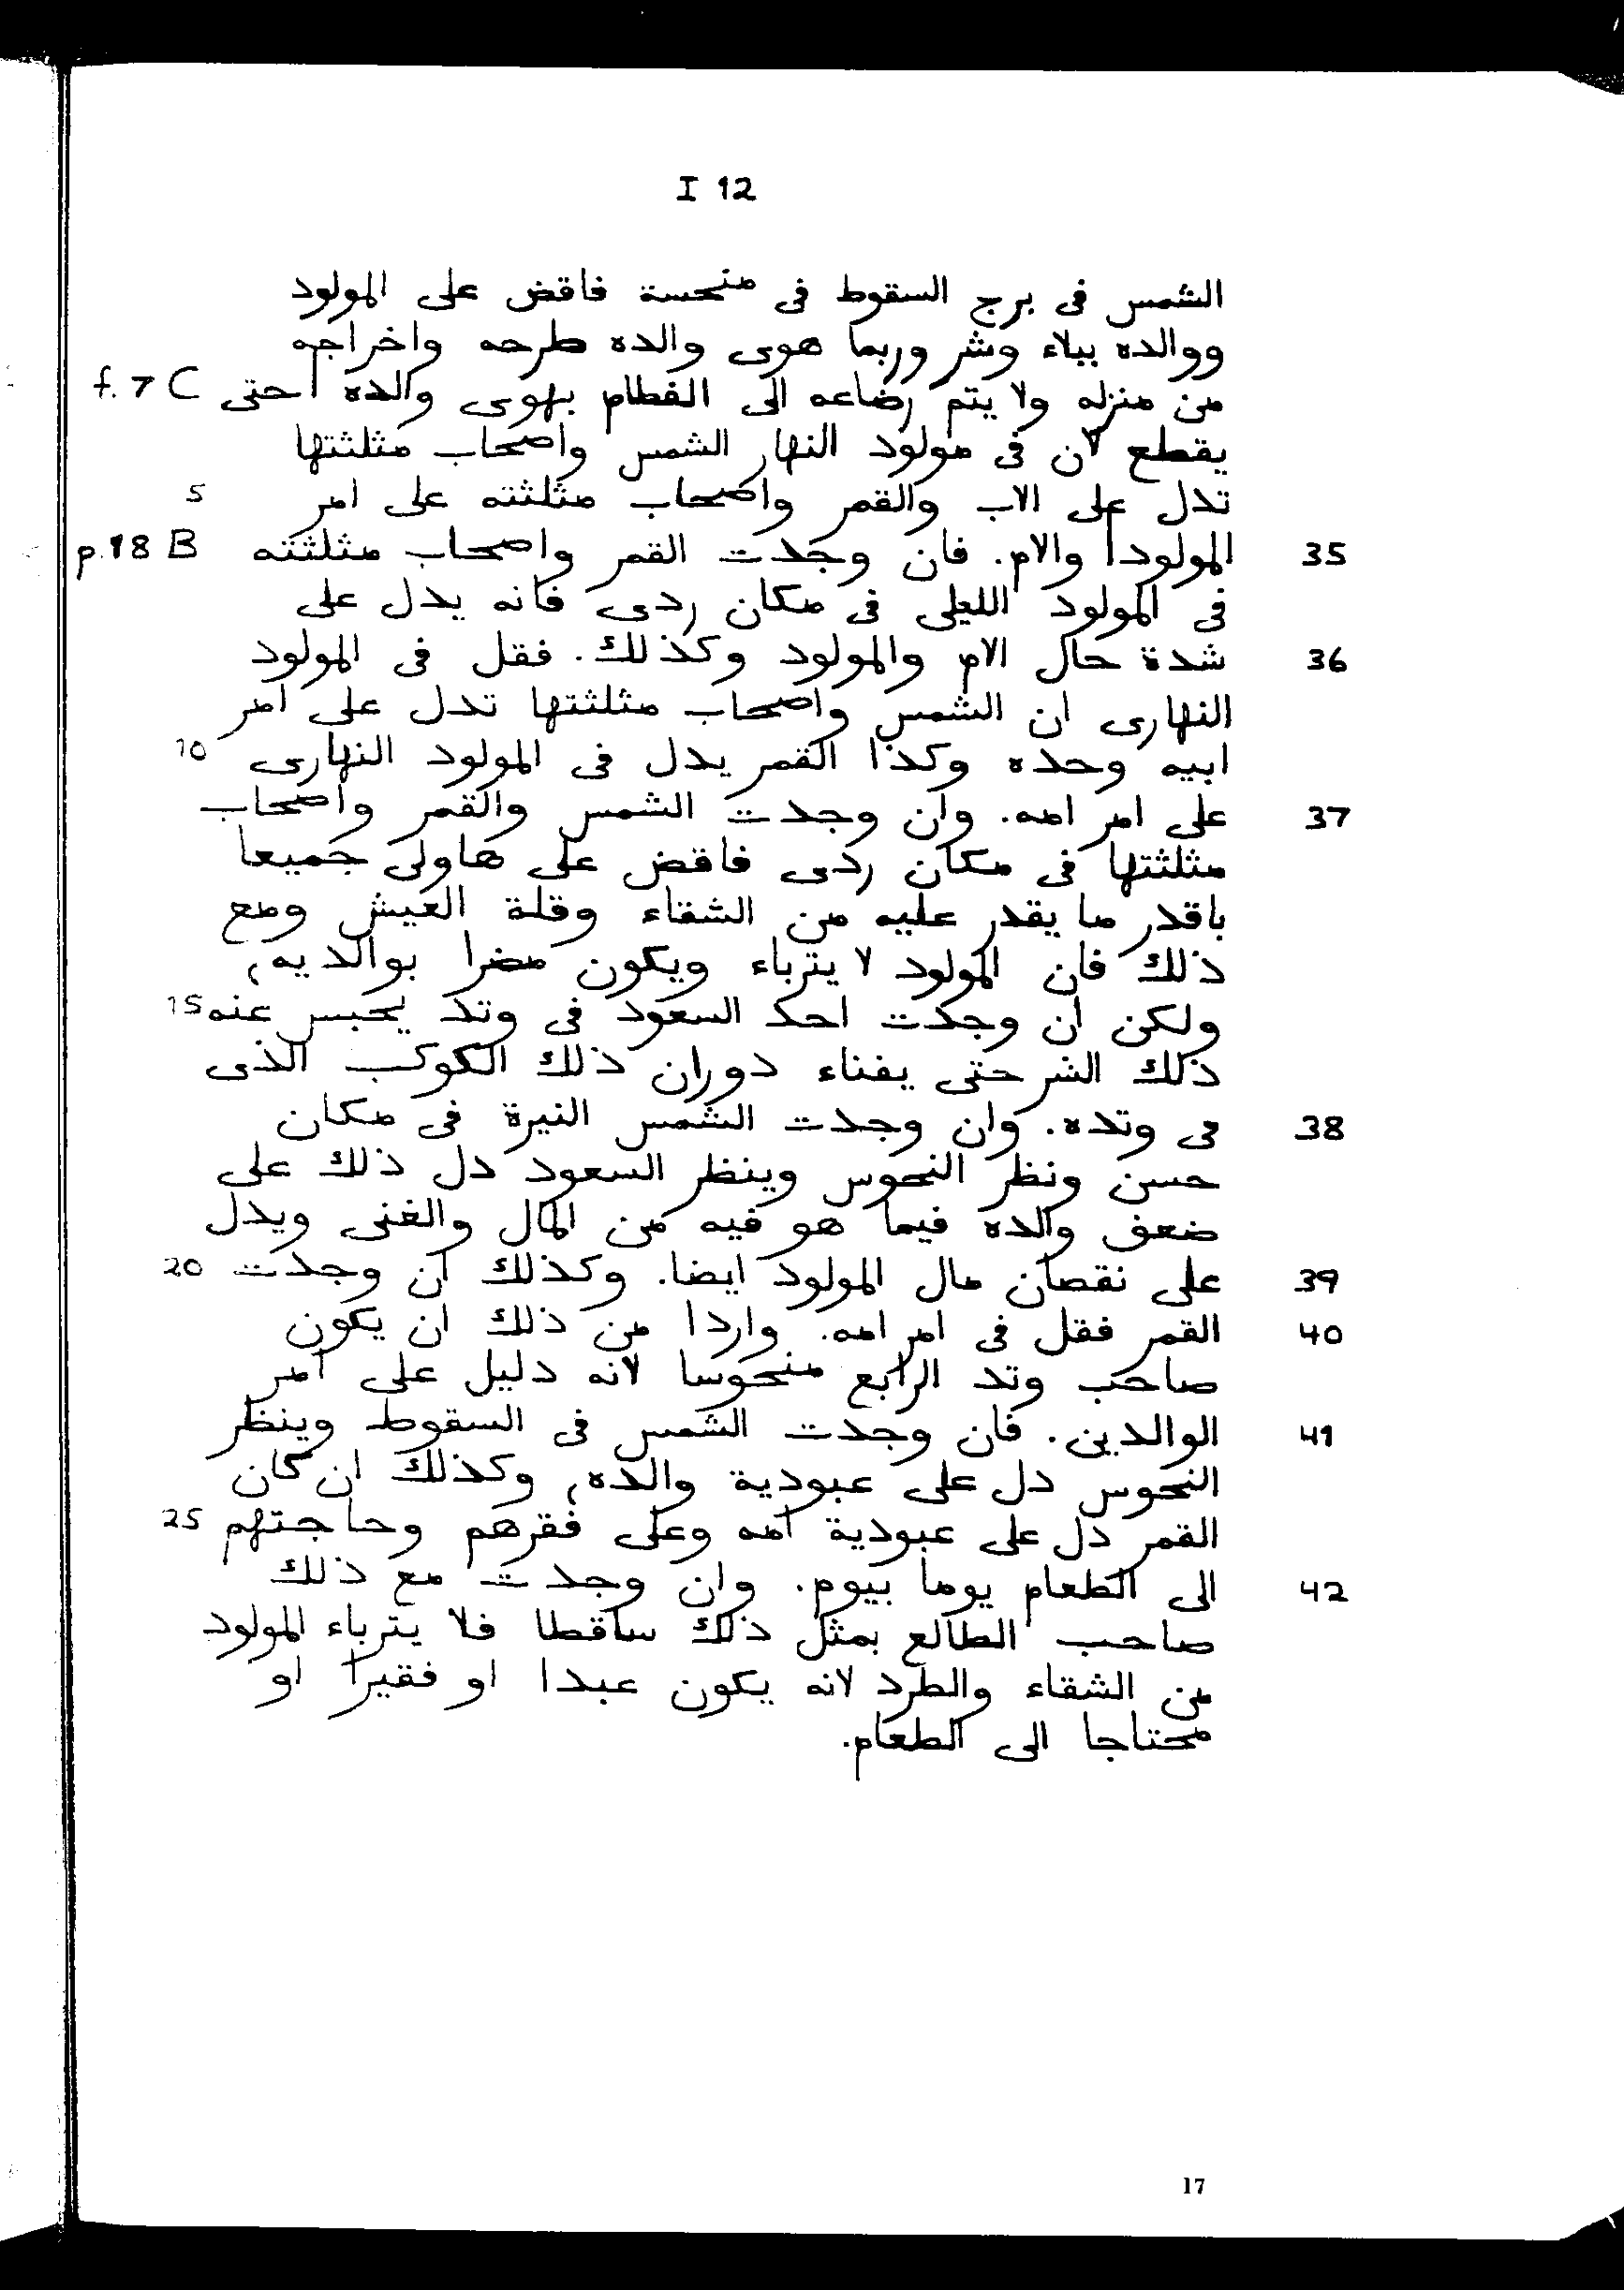 I 12
الشمس فى برج السقوط فى منحسة فاقض على المولود
ووالده ببلاء وشر وربما هوى والده طرحه واخراجه
من منزله ولا يتم رضاعه الى الفطام بهوى والده | حتى f. 7 C
يقطع لان فى مولود النهار الشمس واصحاب مثلثتها
تدل على الاب والقمر واصحاب مثلثته على امر 5
35 المولود | والام. فان وجدت القمر واصحاب مثلثته p. 18 B
فى المولود الليلى فى مكان ردى فانه يدل على
36 شدة حال الام والمولود وكذلك. فقل فى المولود
النهارى ان الشمس واصحاب مثلثتها تدل على امر
ابيه وحده وكذا القمر يدل فى المولود النهارى 10
37 على امر امه. وان وجدت الشمس والقمر واصحاب
مثلثتها فى مكان ردى فاقض على هاولى جميعا
باقدر ما يقدر عليه من الشقاء وقلة العيش ومع
ذلك فان المولود لا يترباء ويكون مضرا بوالديه،
ولكن ان وجدت احد السعود فى وتد يحبس عنه 15
ذلك الشر حتى يفناء دوران ذلك الكوكب الذى
38 فى وتده. وان وجدت الشمس النيرة فى مكان
حسن ونظر النحوس وينظر السعود دل ذلك على
ضعف والده فيما هو فيه من المال والغنى ويدل
39 على نقصان مال المولود ايضا. وكذلك ان وجدت 20
40 القمر فقل فى امر امه. واردا من ذلك ان يكون
صاحب وتد الرابع منحوسا لانه دليل على امر
41 الوالدين. فان وجدت الشمس فى السقوط وينظر
النحوس دل على عبودية والده، وكذلك ان كان
القمر دل على عبودية امه وعلى فقرهم وحاجتهم 25
42 الى الطعام يوما بيوم. وان وجدت مع ذلك
صاحب الطالع بمثل ذلك ساقطا فلا يترباء المولود
من الشقاء والطرد لانه يكون عبدا او فقيرا او
محتاجا الى الطعام.
17